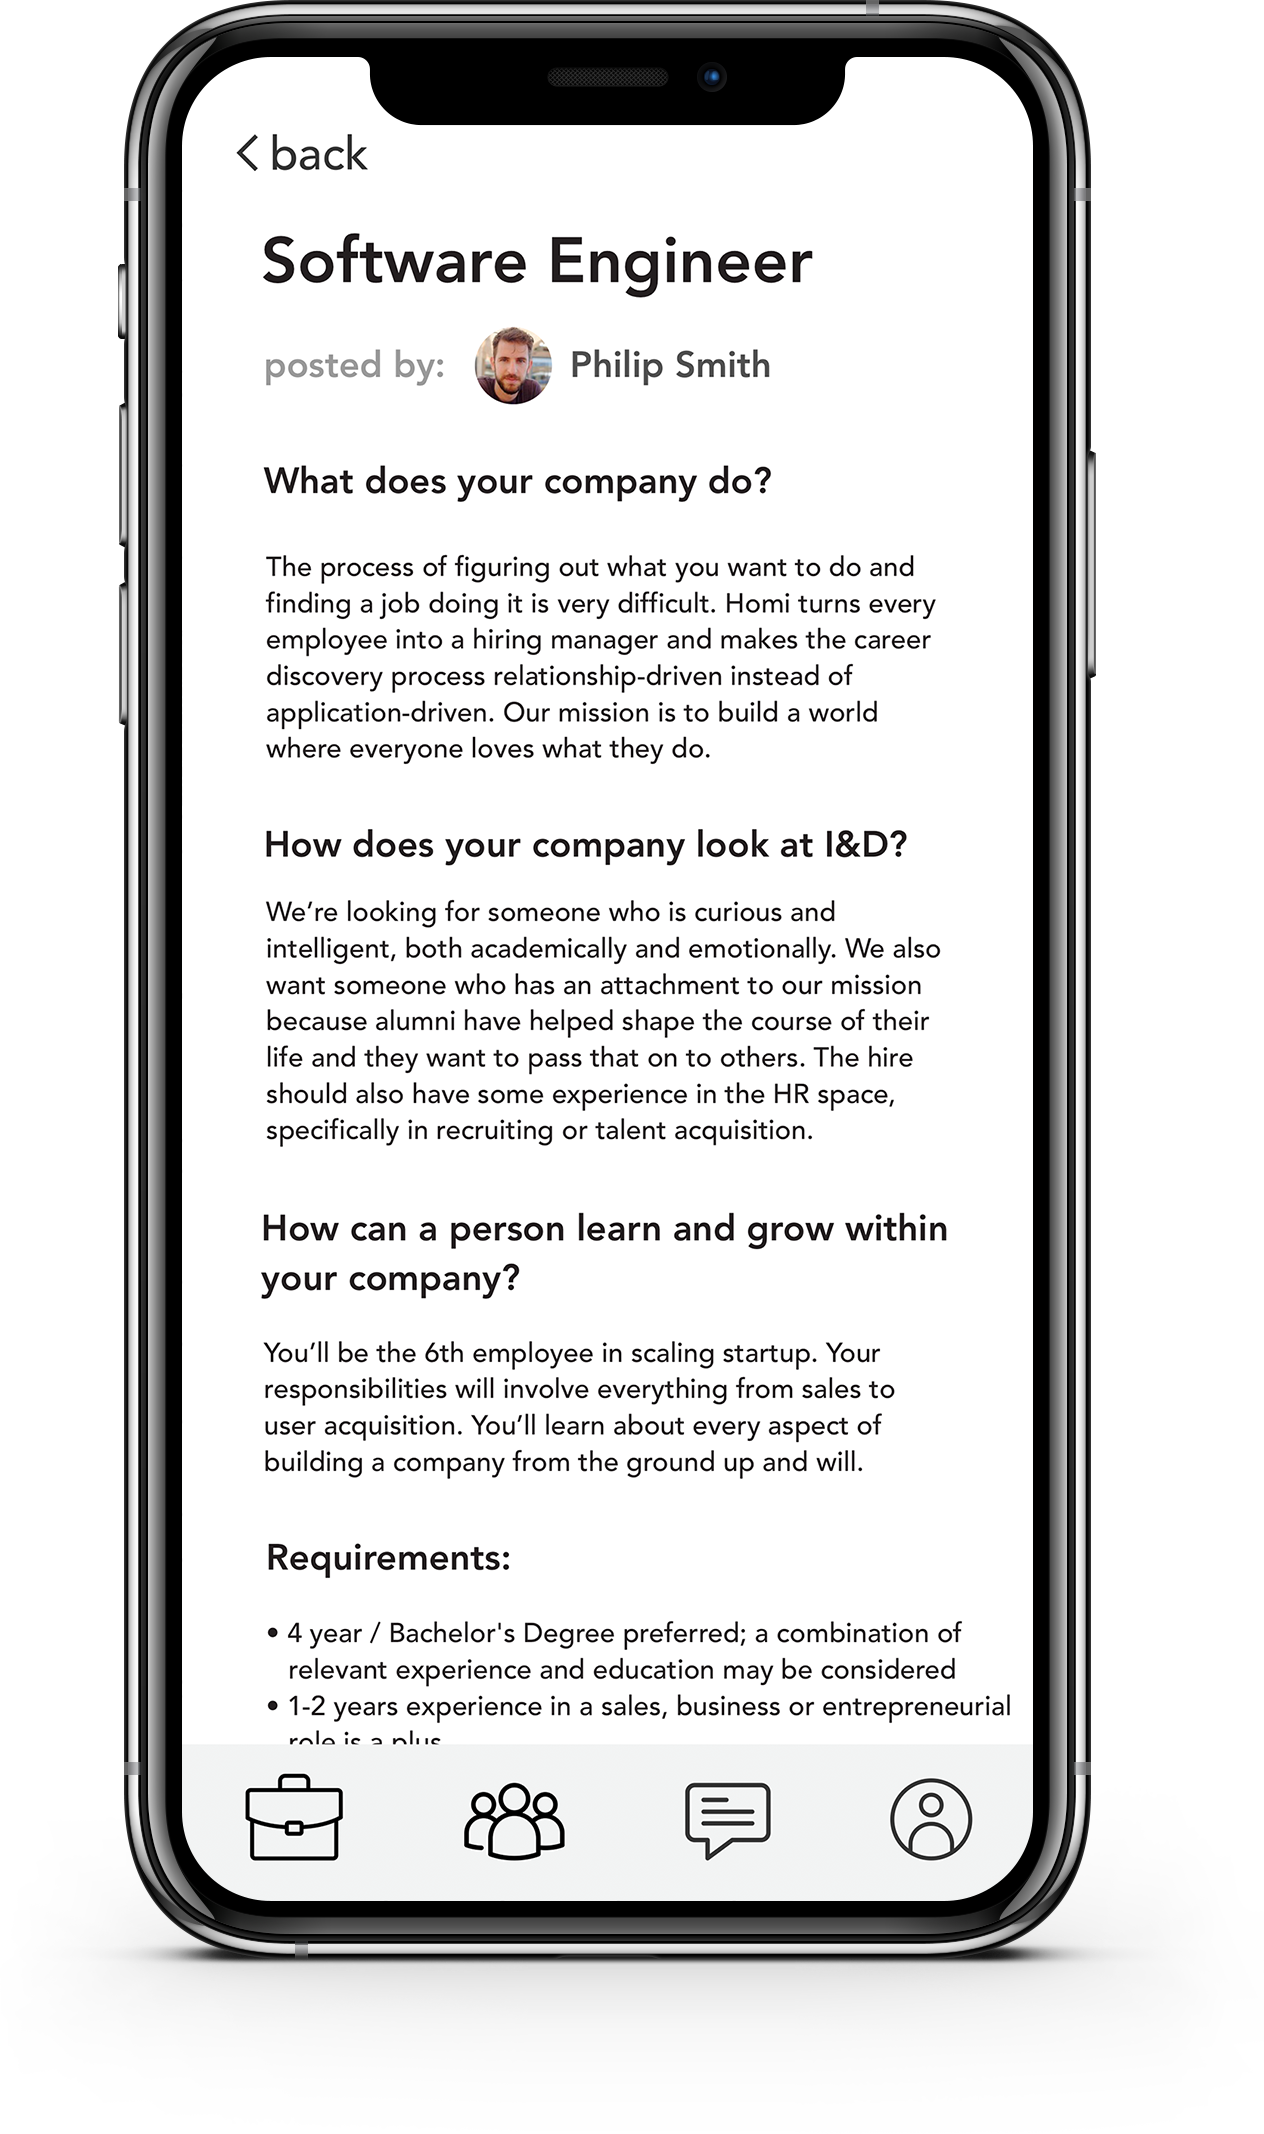 back
Software Engineer
posted by: Philip Smith
What does your company do?
The process of figuring out what you want to do and
finding a job doing it is very difficult. Homi turns every
employee into a hiring manager and makes the career
discovery process relationship-driven instead of
application-driven. Our mission is to build a world
where everyone loves what they do.
How does your company look at I&D?
We’re looking for someone who is curious and
intelligent, both academically and emotionally. We also
want someone who has an attachment to our mission
because alumni have helped shape the course of their
life and they want to pass that on to others. The hire
should also have some experience in the HR space,
specifically in recruiting or talent acquisition.
How can a person learn and grow within
your company?
You’ll be the 6th employee in scaling startup. Your
responsibilities will involve everything from sales to
user acquisition. You’ll learn about every aspect of
building a company from the ground up and will.
Requirements:
• 4 year / Bachelor's Degree preferred; a combination of
relevant experience and education may be considered
• 1-2 years experience in a sales, business or entrepreneurial
role is a plus